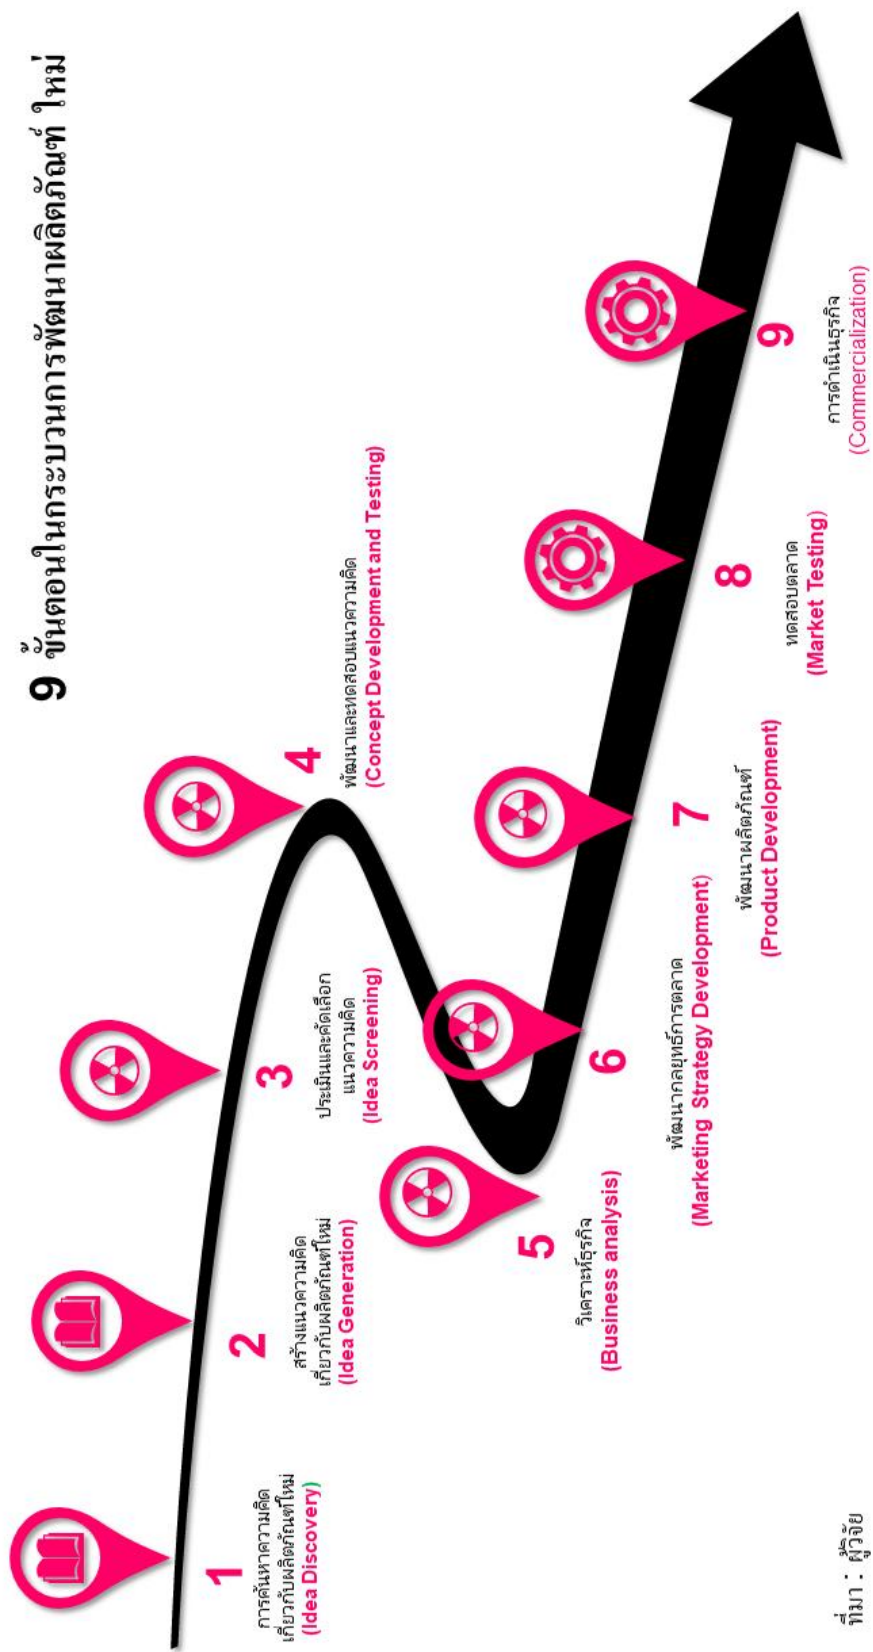 9 ขั้นตอนในกระบวนการพัฒนาผลิตภัณฑ์ ใหม่
1
การค้นหาความคิด
เกี่ยวกับผลิตภัณฑ์ใหม่
(Idea Discovery)
2
สร้างแนวความคิด
เกี่ยวกับผลิตภัณฑ์ใหม่
(Idea Generation)
3
ประเมินและคัดเลือก
แนวความคิด
(Idea Screening)
4
พัฒนาและทดสอบแนวความคิด
(Concept Development and Testing)
5
วิเคราะห์ธุรกิจ
(Business analysis)
6
พัฒนากลยุทธ์การตลาด
(Marketing Strategy Development)
7
พัฒนาผลิตภัณฑ์
(Product Development)
8
ทดสอบตลาด
(Market Testing)
9
การดำเนินธุรกิจ
(Commercialization)
ที่มา : ผู้วิจัย